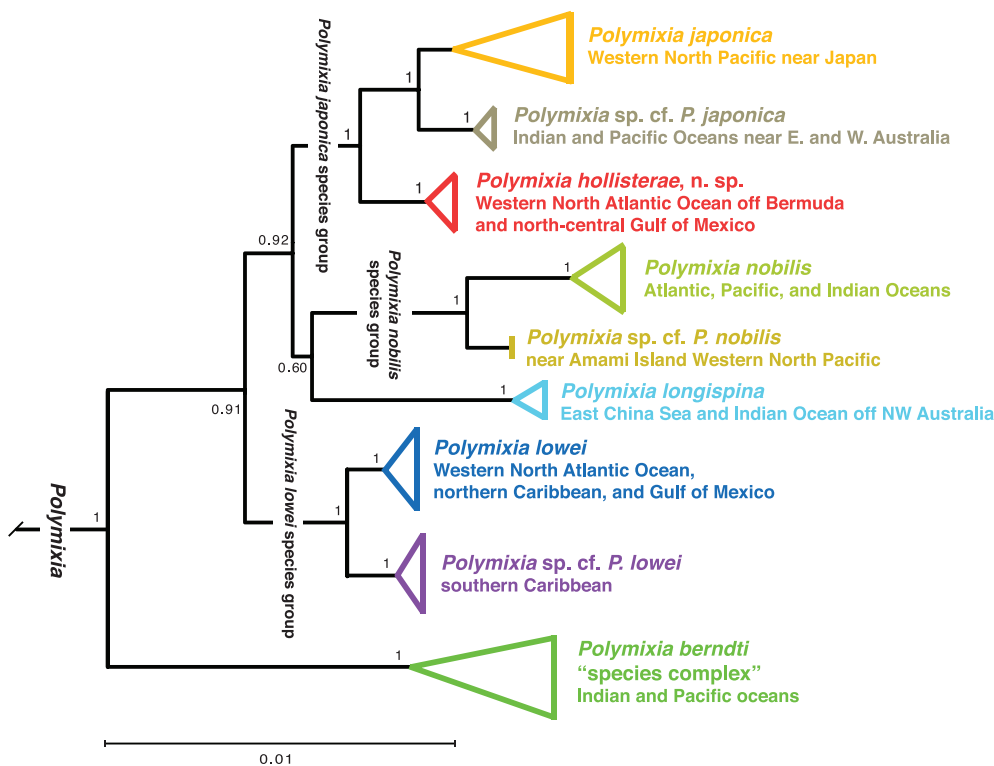 Polymixia japonica
Western North Pacific near Japan
1
1
Polymixia sp. cf. P. japonica
Indian and Pacific Oceans near E. and W. Australia
Polymixia japonica species group
1
1
Polymixia hollisterae, n. sp.
Western North Atlantic Ocean off Bermuda
and north-central Gulf of Mexico
0.92
Polymixia nobilis
species group
1
1
Polymixia nobilis
Atlantic, Pacific, and Indian Oceans
Polymixia sp. cf. P. nobilis
near Amami Island Western North Pacific
0.60
1
Polymixia longispina
East China Sea and Indian Ocean off NW Australia
0.91
Polymixia lowei species group
1
1
Polymixia lowei
Western North Atlantic Ocean,
northern Caribbean, and Gulf of Mexico
1
Polymixia sp. cf. P. lowei
southern Caribbean
Polymixia
1
1
Polymixia berndti
“species complex”
Indian and Pacific oceans
0.01